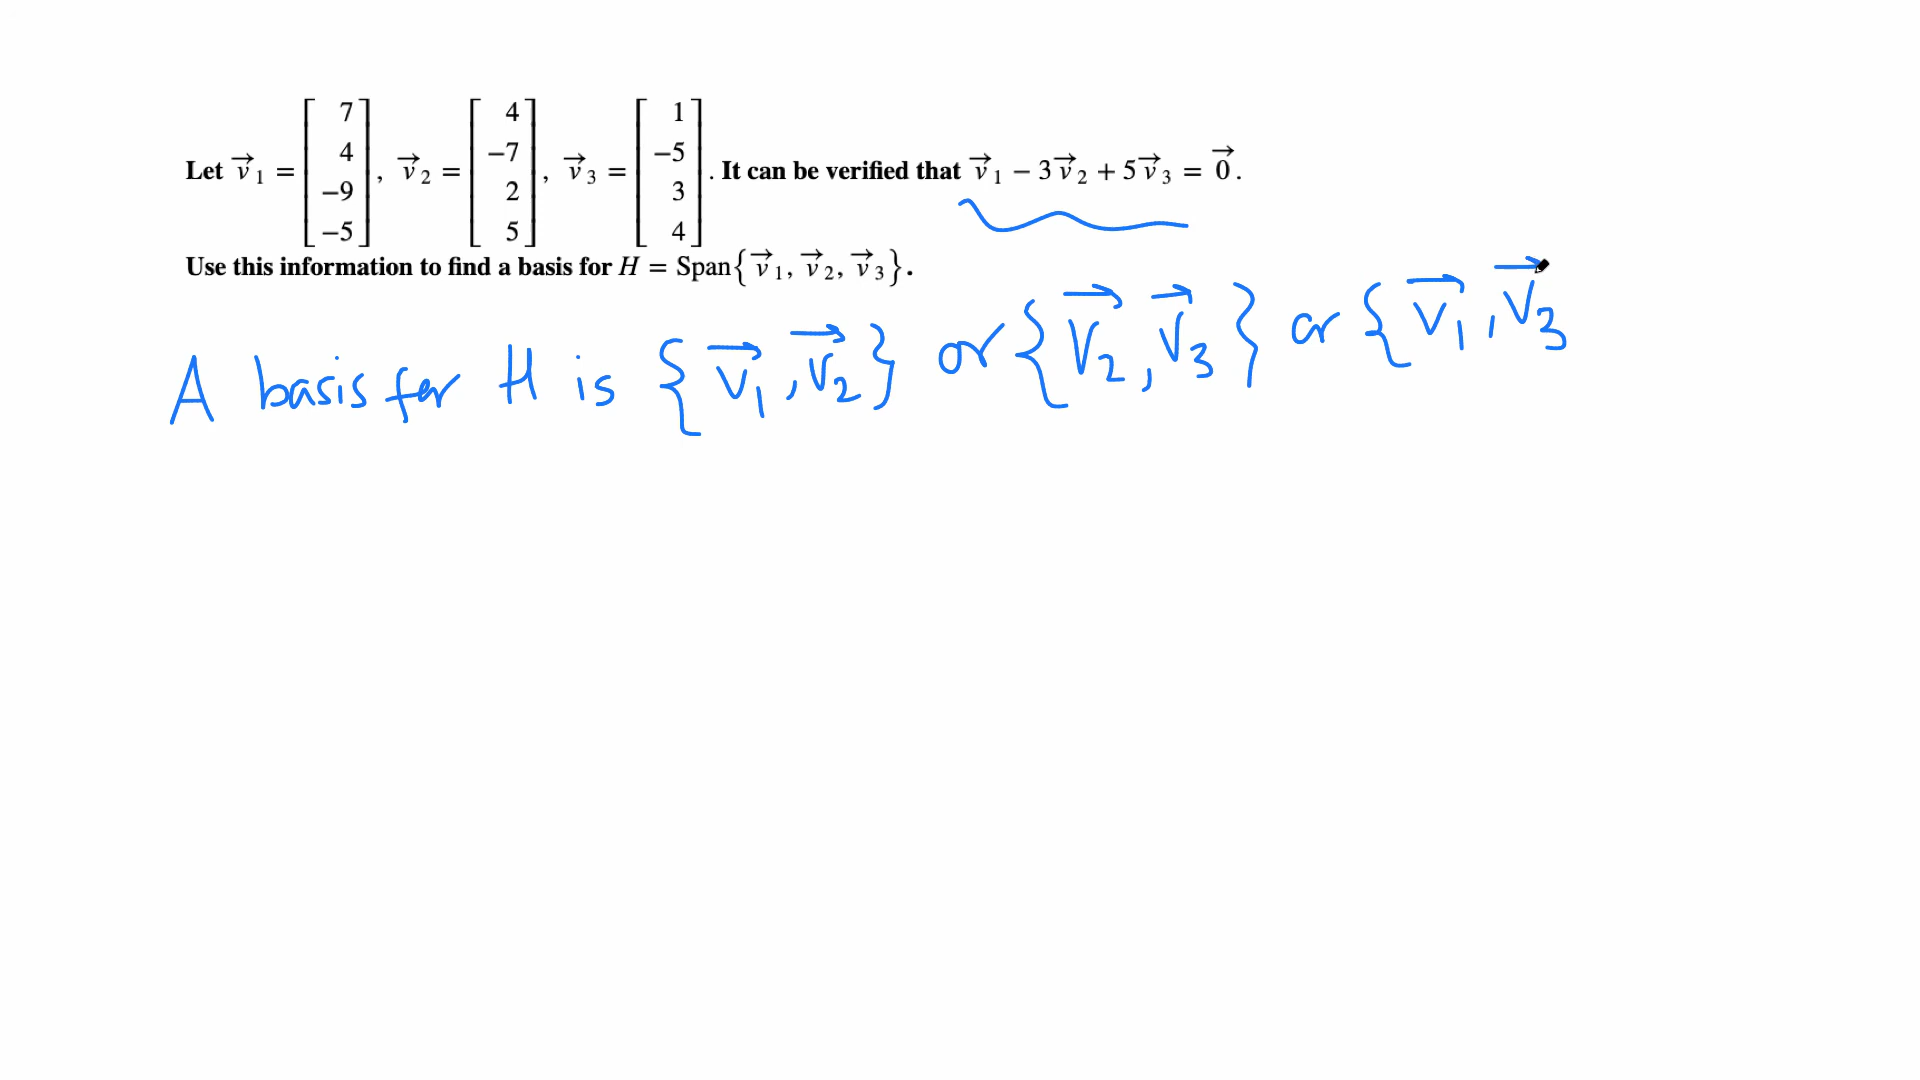 Let v⃗₁ = [7 4 −9 −5], v⃗₂ = [4 −7 2 5], v⃗₃ = [1 −5 3 4]. It can be verified that v⃗₁ − 3v⃗₂ + 5v⃗₃ = 0⃗.
Use this information to find a basis for H = Span{v⃗₁, v⃗₂, v⃗₃}.
A basis for H is {v⃗₁, v⃗₂} or {v⃗₂, v⃗₃} or {v⃗₁, v⃗₃